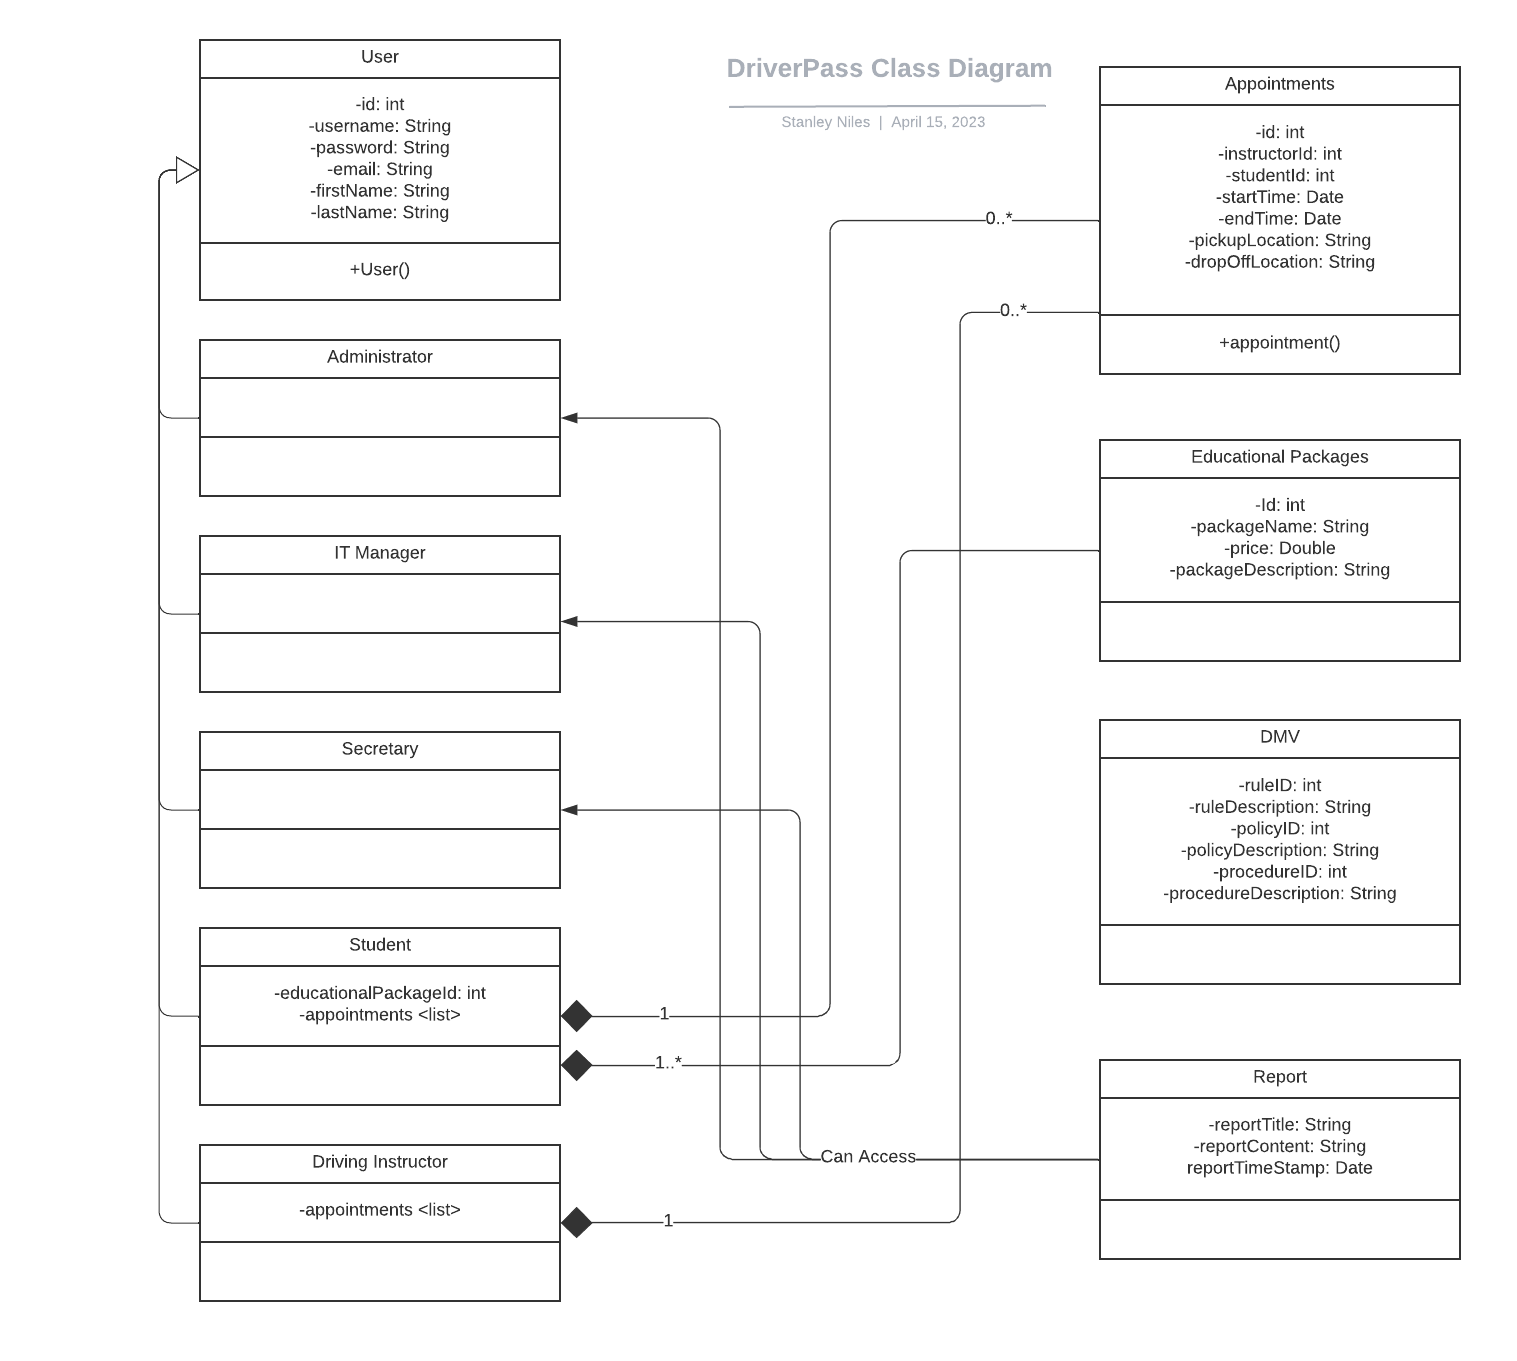 DriverPass Class Diagram
Stanley Niles | April 15, 2023
User
-id: int
-username: String
-password: String
-email: String
-firstName: String
-lastName: String
+User()
Administrator
IT Manager
Secretary
Student
-educationalPackageId: int
-appointments <list>
Driving Instructor
-appointments <list>
1
1..*
1
0..*
0..*
Can Access
Appointments
-id: int
-instructorId: int
-studentId: int
-startTime: Date
-endTime: Date
-pickupLocation: String
-dropOffLocation: String
+appointment()
Educational Packages
-Id: int
-packageName: String
-price: Double
-packageDescription: String
DMV
-ruleID: int
-ruleDescription: String
-policyID: int
-policyDescription: String
-procedureID: int
-procedureDescription: String
Report
-reportTitle: String
-reportContent: String
reportTimeStamp: Date